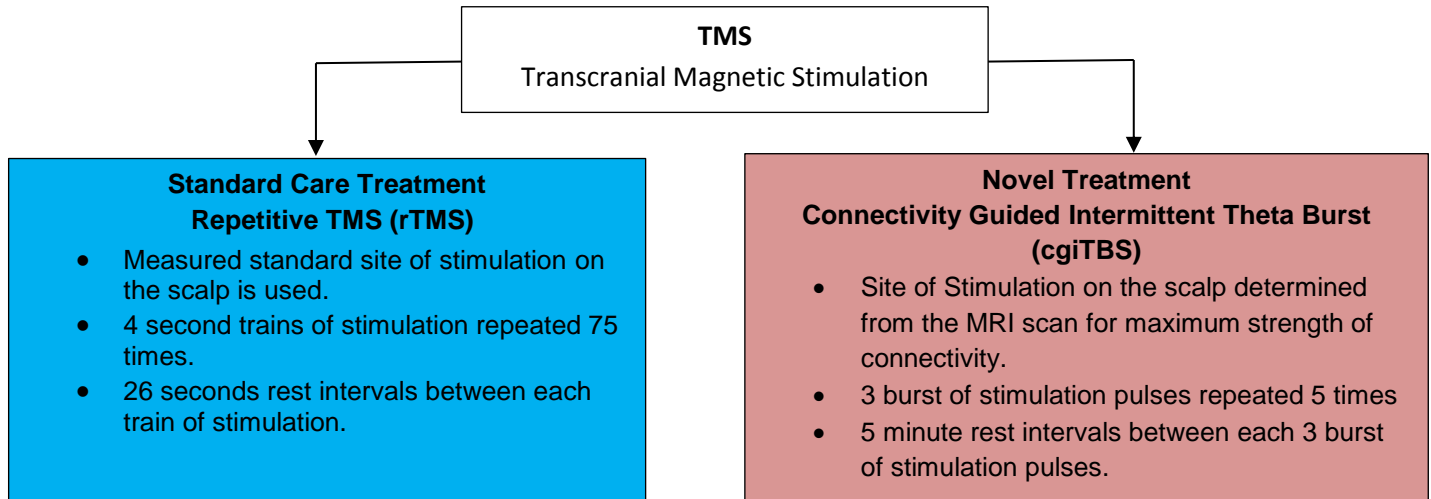 TMS
Transcranial Magnetic Stimulation
Standard Care Treatment
Repetitive TMS (rTMS)
• Measured standard site of stimulation on
the scalp is used.
• 4 second trains of stimulation repeated 75
times.
• 26 seconds rest intervals between each
train of stimulation.
Novel Treatment
Connectivity Guided Intermittent Theta Burst
(cgiTBS)
• Site of Stimulation on the scalp determined
from the MRI scan for maximum strength of
connectivity.
• 3 burst of stimulation pulses repeated 5 times
• 5 minute rest intervals between each 3 burst
of stimulation pulses.